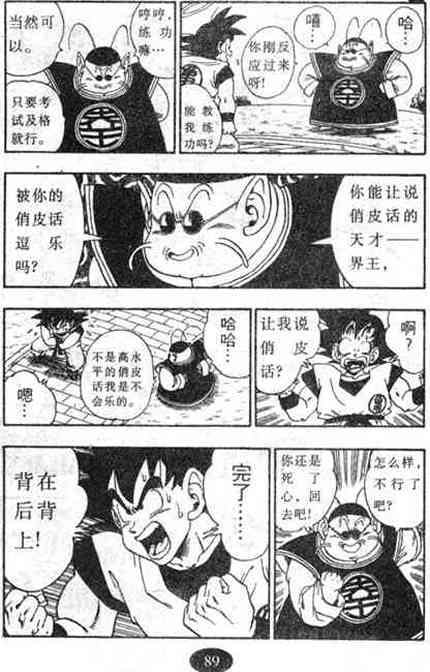 哈…
嘻…
你刚反
应过来
呀!
能教
我练
功吗?
哼哼,
练功
嘛…
当然可
以。
只要考
试及格
就行。
你能让说
俏皮话的
天才——
界王,
被你的
俏皮话
逗乐
吗?
啊?
让我说
俏皮
话?
哈哈…
不是高水
平的俏皮
话我是不
会乐的。
嗯…
怎么样,
不行了
吧?
你还是
死了
心,回
去吧!
完了……
背在
后背
上!
89